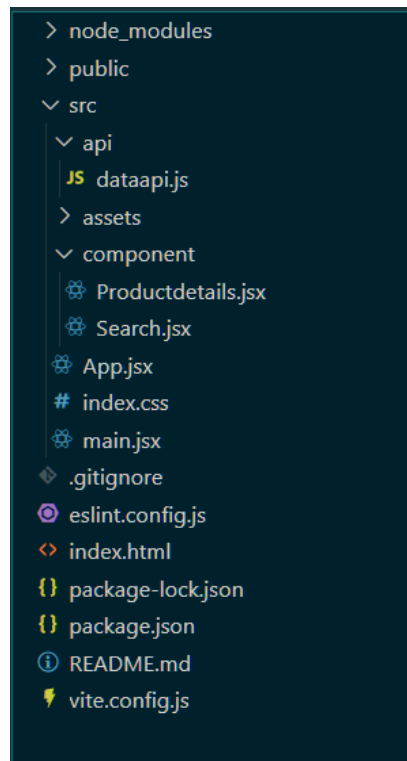 node_modules
public
src
api
JS dataapi.js
assets
component
Productdetails.jsx
Search.jsx
App.jsx
# index.css
main.jsx
.gitignore
eslint.config.js
<> index.html
{} package-lock.json
{} package.json
README.md
vite.config.js